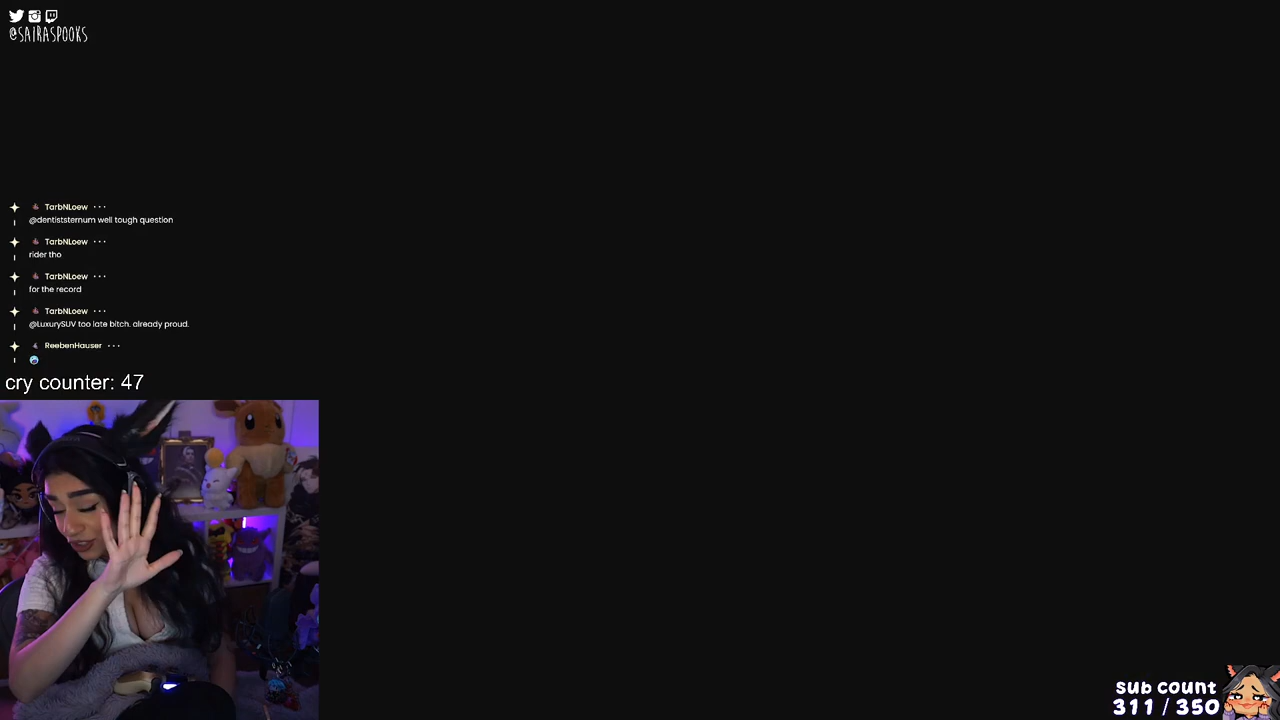 @SAIRASPOOKS
TarbNLoew
@dentiststernum well tough question
TarbNLoew
rider tho
TarbNLoew
for the record
TarbNLoew
@LuxurySUV too late bitch. already proud.
ReebenHauser
cry counter: 47
sub count
311 / 350